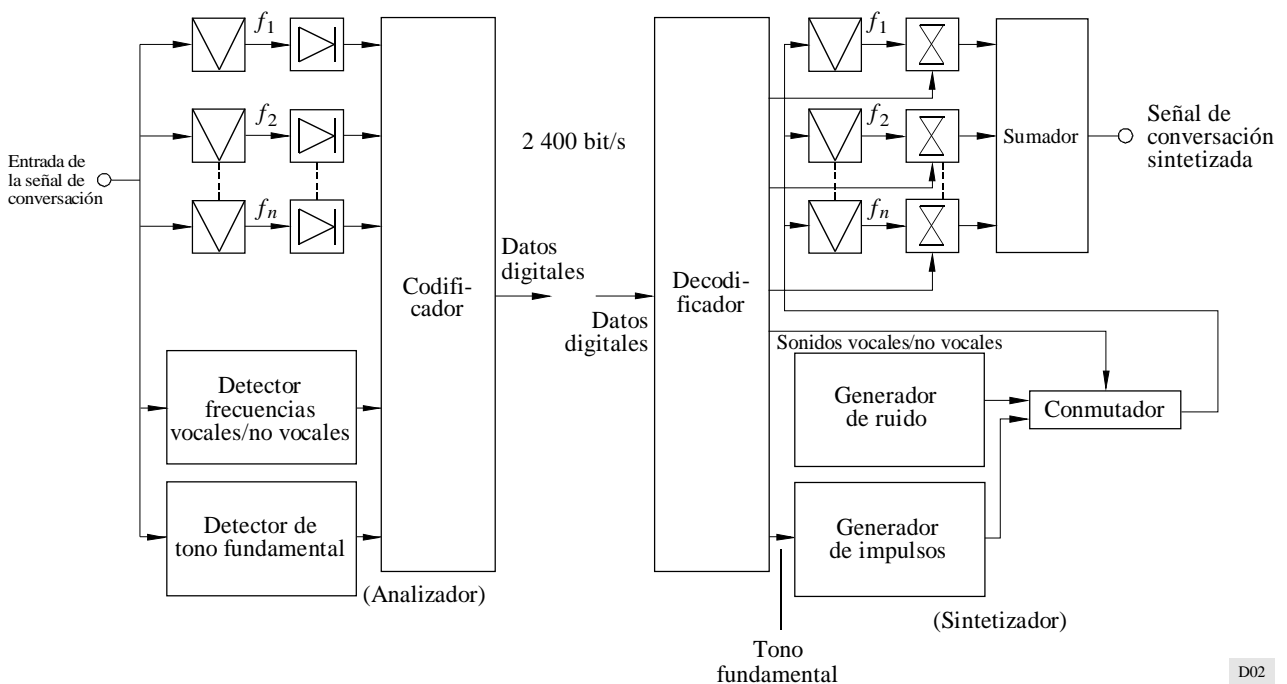 f1
f2
fn
Entrada de
la señal de
conversación
Detector
frecuencias
vocales/no vocales
Detector de
tono fundamental
Codifi-
cador
(Analizador)
2 400 bit/s
Datos
digitales
Datos
digitales
Decodi-
ficador
f1
f2
fn
Sumador
Señal de
conversación
sintetizada
Sonidos vocales/no vocales
Generador
de ruido
Conmutador
Generador
de impulsos
(Sintetizador)
Tono
fundamental
D02